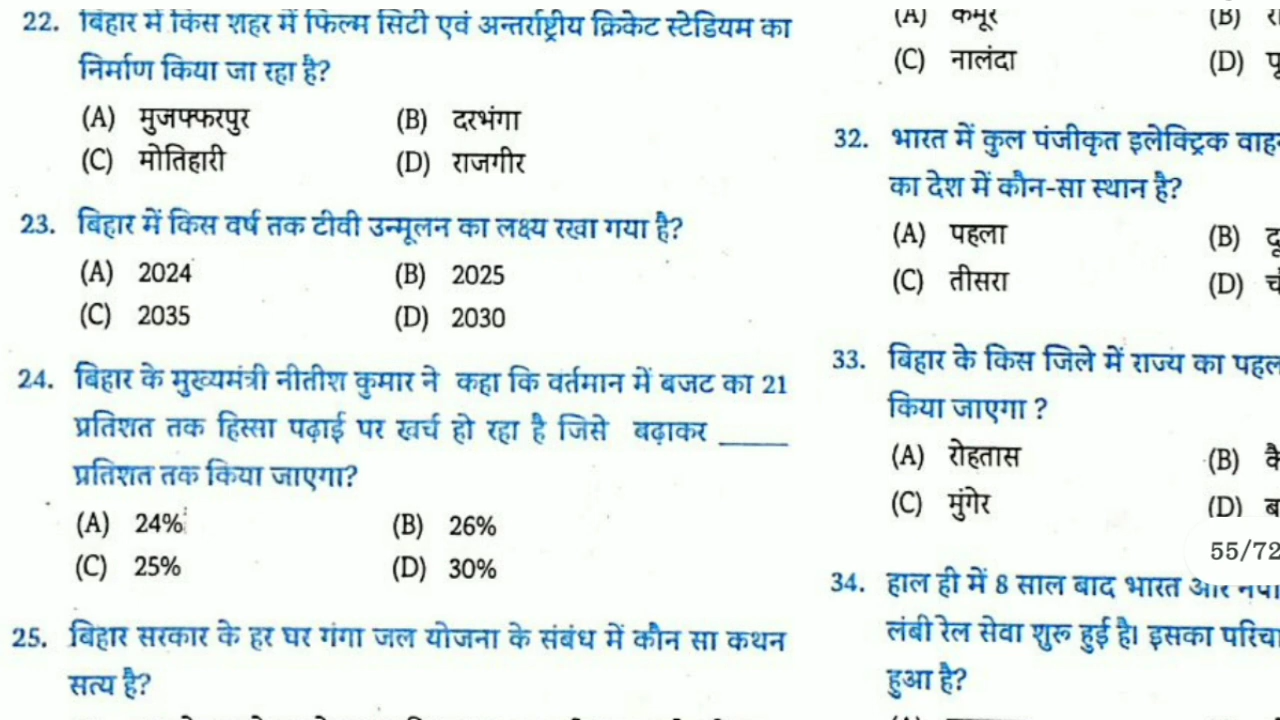 22. बिहार में किस शहर में फिल्म सिटी एवं अन्तर्राष्ट्रीय क्रिकेट स्टेडियम का
निर्माण किया जा रहा है?
(A) मुजफ्फरपुर (B) दरभंगा
(C) मोतिहारी (D) राजगीर
23. बिहार में किस वर्ष तक टीवी उन्मूलन का लक्ष्य रखा गया है?
(A) 2024 (B) 2025
(C) 2035 (D) 2030
24. बिहार के मुख्यमंत्री नीतीश कुमार ने कहा कि वर्तमान में बजट का 21
प्रतिशत तक हिस्सा पढ़ाई पर खर्च हो रहा है जिसे बढ़ाकर _____
प्रतिशत तक किया जाएगा?
(A) 24% (B) 26%
(C) 25% (D) 30%
25. बिहार सरकार के हर घर गंगा जल योजना के संबंध में कौन सा कथन
सत्य है?
(A) कैमूर (B)
(C) नालंदा (D)
32. भारत में कुल पंजीकृत इलेक्ट्रिक
का देश में कौन-सा स्थान है?
(A) पहला (B)
(C) तीसरा (D)
33. बिहार के किस जिले में राज्य का
किया जाएगा ?
(A) रोहतास (B)
(C) मुंगेर (D)
55/72
34. हाल ही में 8 साल बाद भारत और
लंबी रेल सेवा शुरू हुई है। इसका
हुआ है?
(A)